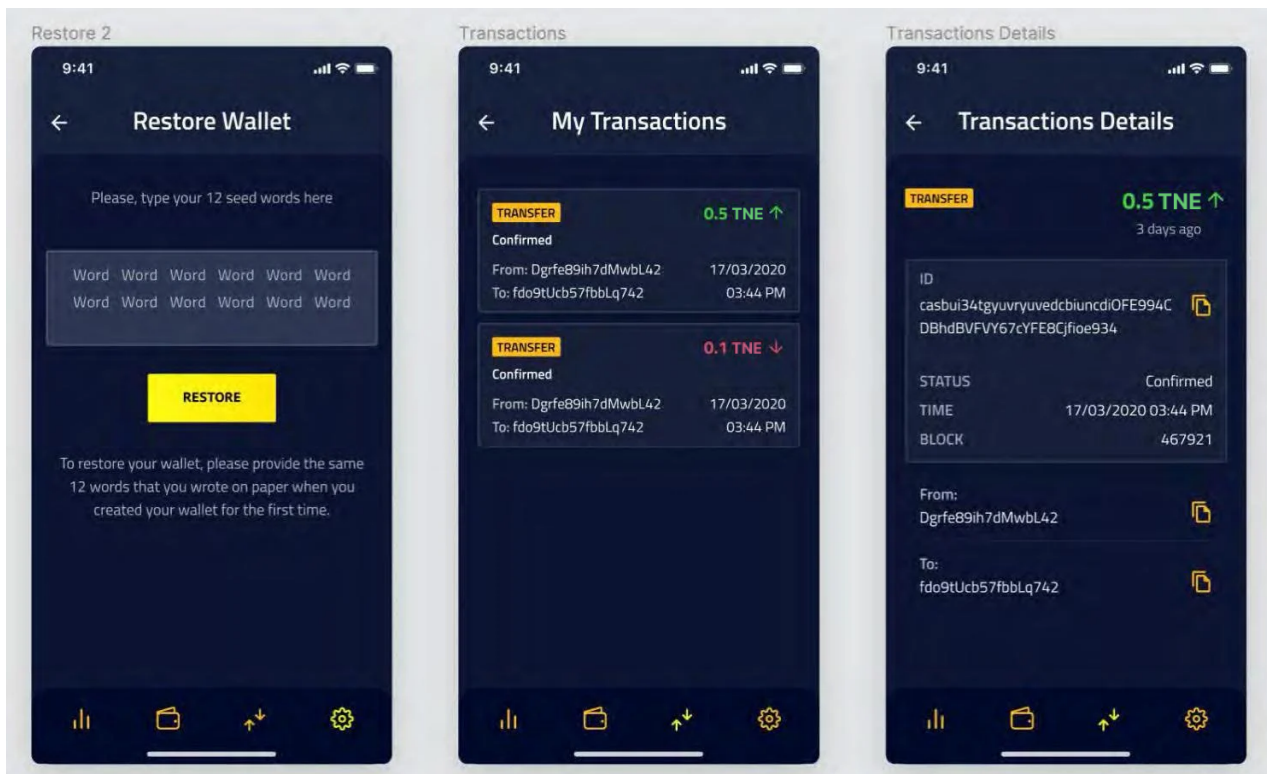 Restore 2
9:41
Restore Wallet
Please, type your 12 seed words here
Word Word Word Word Word Word
Word Word Word Word Word Word
RESTORE
To restore your wallet, please provide the same
12 words that you wrote on paper when you
created your wallet for the first time.
Transactions
9:41
My Transactions
TRANSFER
0.5 TNE ↑
Confirmed
From: Dgrfe89ih7dMwbL42
17/03/2020
To: fdo9tUcb57fbbLq742
03:44 PM
TRANSFER
0.1 TNE ↓
Confirmed
From: Dgrfe89ih7dMwbL42
17/03/2020
To: fdo9tUcb57fbbLq742
03:44 PM
Transactions Details
9:41
Transactions Details
TRANSFER
0.5 TNE ↑
3 days ago
ID
casbui34tgyuvryuvedcbiuncdiOFE994C
DBhdBVFVY67cYFE8Cjfioe934
STATUS
Confirmed
TIME
17/03/2020 03:44 PM
BLOCK
467921
From:
Dgrfe89ih7dMwbL42
To:
fdo9tUcb57fbbLq742